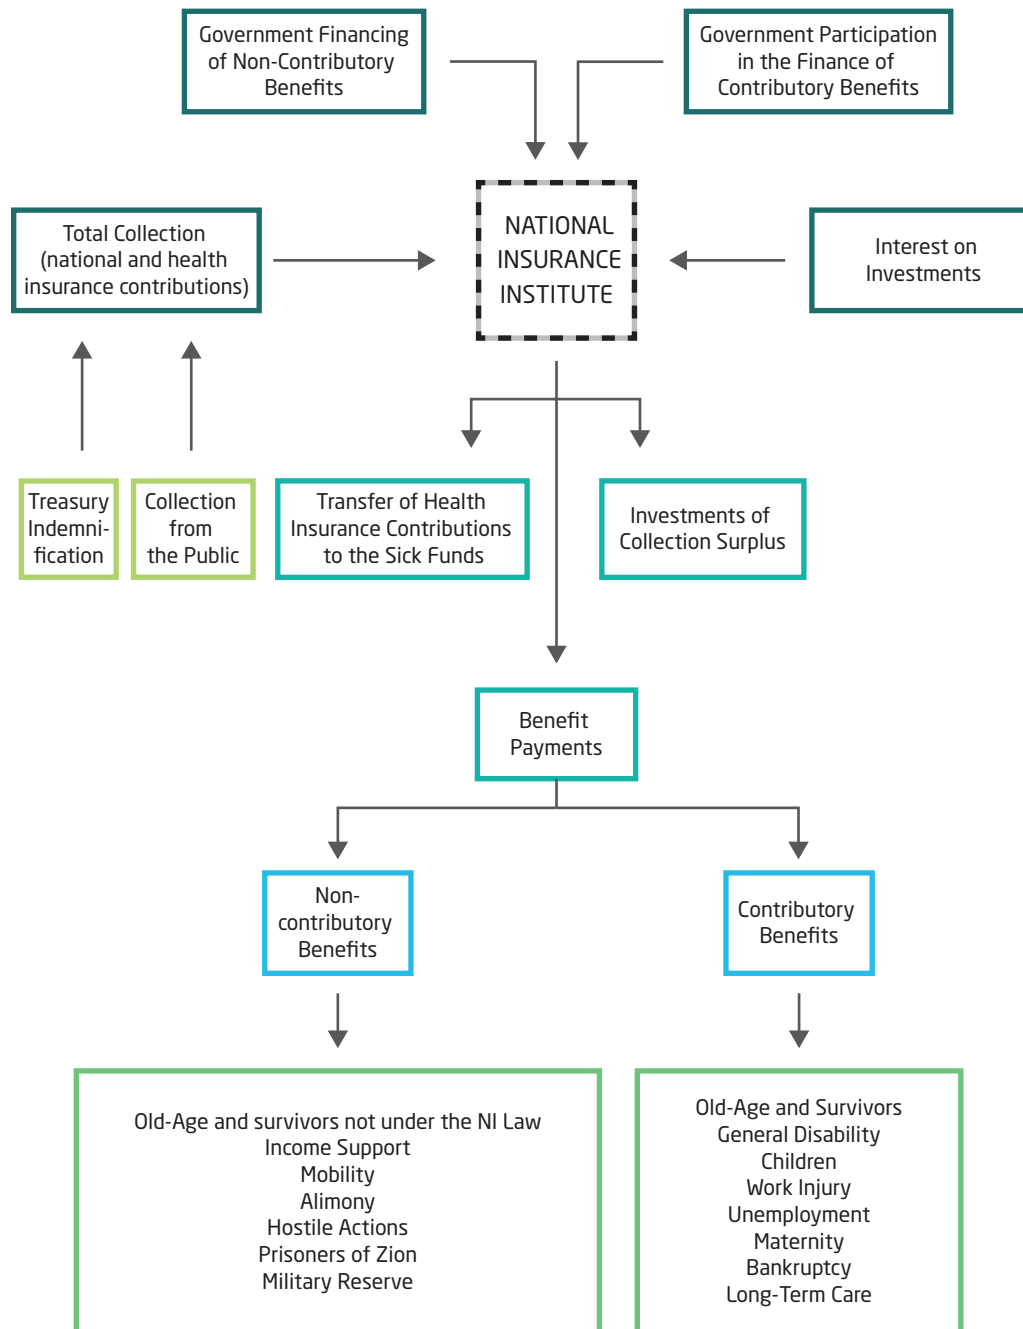 Government Financing
of Non-Contributory
Benefits
Government Participation
in the Finance of
Contributory Benefits
Total Collection
(national and health
insurance contributions)
NATIONAL
INSURANCE
INSTITUTE
Interest on
Investments
Treasury
Indemni-
fication
Collection
from
the Public
Transfer of Health
Insurance Contributions
to the Sick Funds
Investments of
Collection Surplus
Benefit
Payments
Non-
contributory
Benefits
Contributory
Benefits
Old-Age and survivors not under the NI Law
Income Support
Mobility
Alimony
Hostile Actions
Prisoners of Zion
Military Reserve
Old-Age and Survivors
General Disability
Children
Work Injury
Unemployment
Maternity
Bankruptcy
Long-Term Care